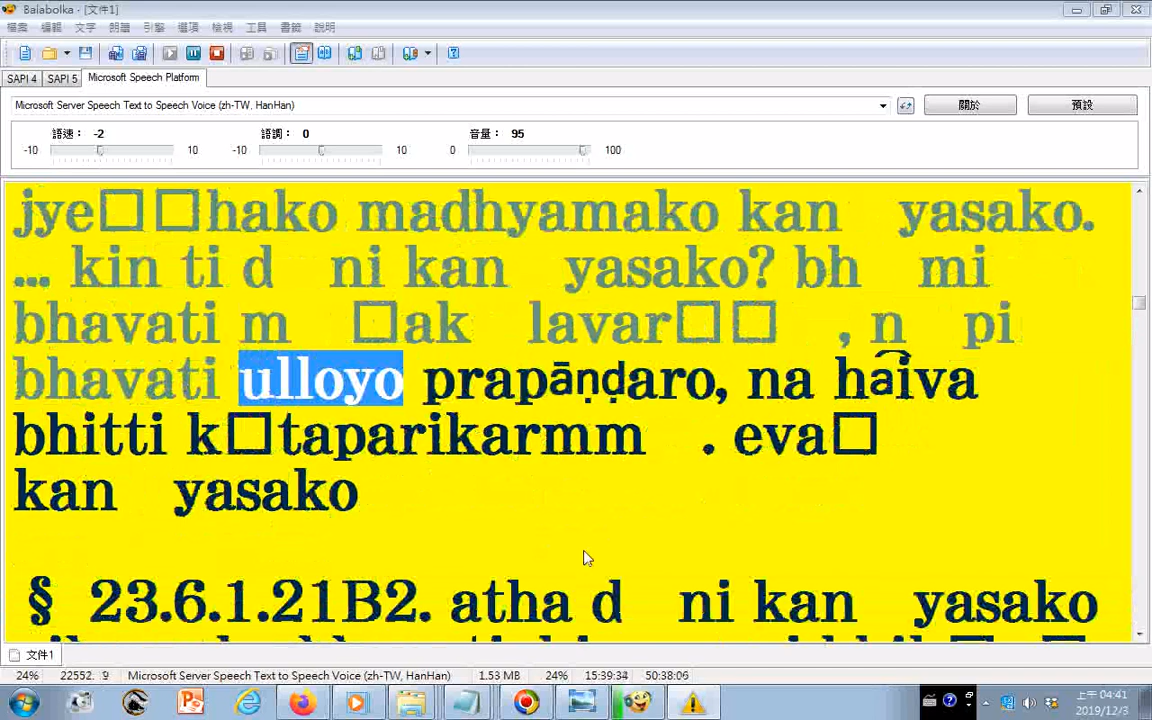 Balabolka - [文件1]
檔案 編輯 文字 朗誦 引擎 選項 檢視 工具 書籤 說明
SAPI 4 SAPI 5 Microsoft Speech Platform
Microsoft Server Speech Text to Speech Voice (zh-TW, HanHan) 關於 預設
語速： -2 語調： 0 音量： 95
-10 10 -10 10 0 100
jye□□hako madhyamako kan yasako.
... kin ti d ni kan yasako? bh mi
bhavati m □ak lavar□□ , n pi
bhavati ulloyo prapāṇḍaro, na haiva
bhitti k□taparikarmm . eva□
kan yasako
§ 23.6.1.21B2. atha d ni kan yasako
文件1
24% 22552: 9 Microsoft Server Speech Text to Speech Voice (zh-TW, HanHan) 1.53 MB 24% 15:39:34 50:38:06
上午 04:41
2019/12/3